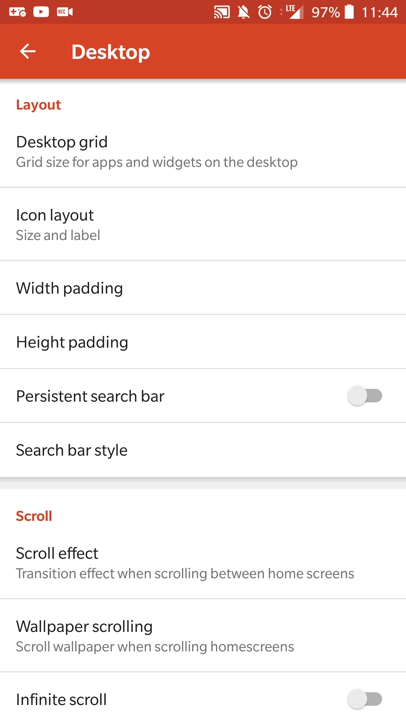 REC
LTE
97%
11:44
Desktop
Layout
Desktop grid
Grid size for apps and widgets on the desktop
Icon layout
Size and label
Width padding
Height padding
Persistent search bar
Search bar style
Scroll
Scroll effect
Transition effect when scrolling between home screens
Wallpaper scrolling
Scroll wallpaper when scrolling homescreens
Infinite scroll